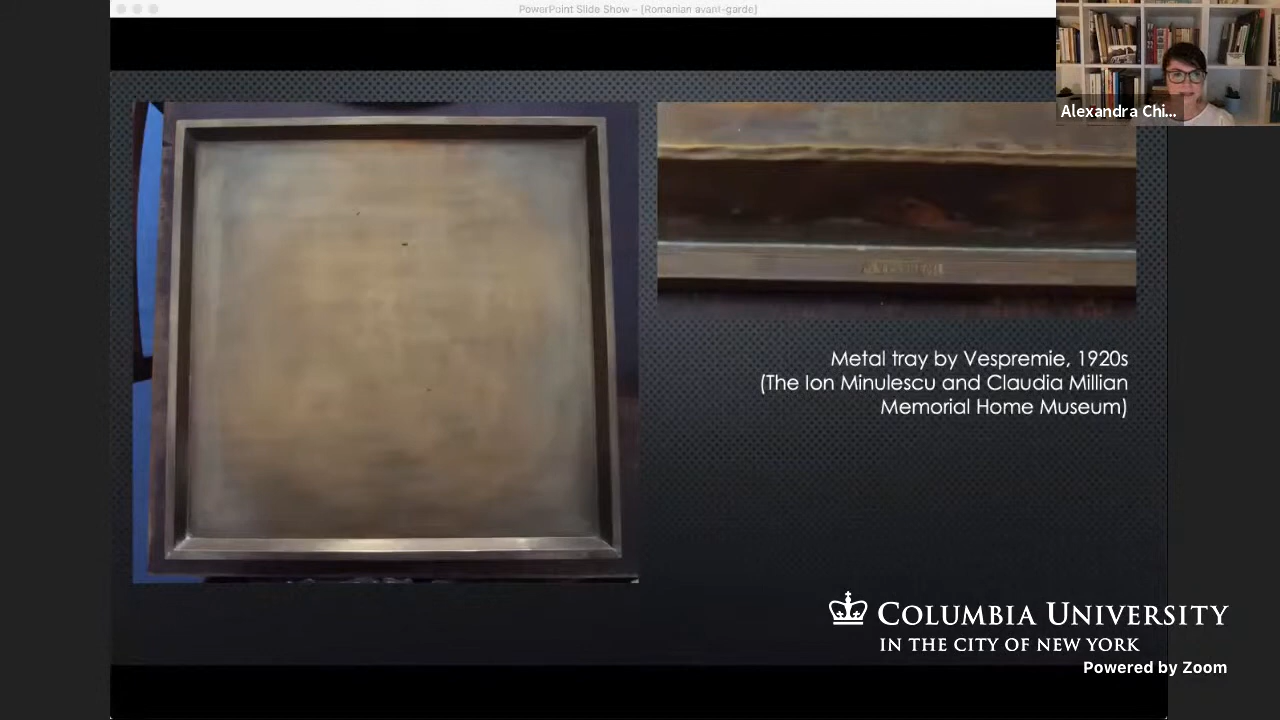 PowerPoint Slide Show - [Romanian avant-garde]
Alexandra Chi...
Metal tray by Vespremie, 1920s
(The Ion Minulescu and Claudia Millian
Memorial Home Museum)
COLUMBIA UNIVERSITY
IN THE CITY OF NEW YORK
Powered by Zoom